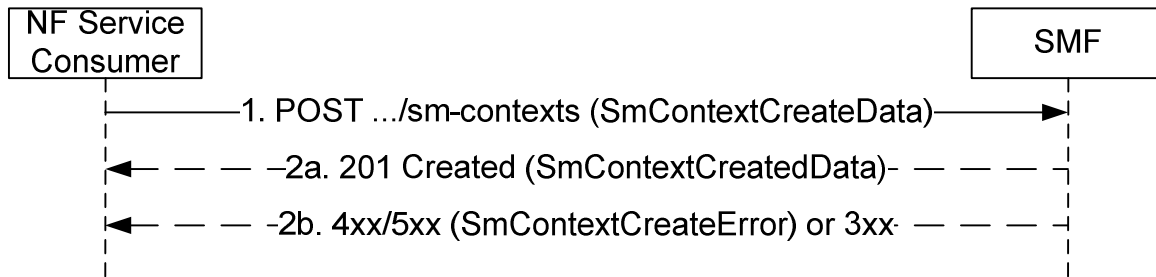 NF Service
Consumer
SMF
1. POST .../sm-contexts (SmContextCreateData)
2a. 201 Created (SmContextCreatedData)
2b. 4xx/5xx (SmContextCreateError) or 3xx